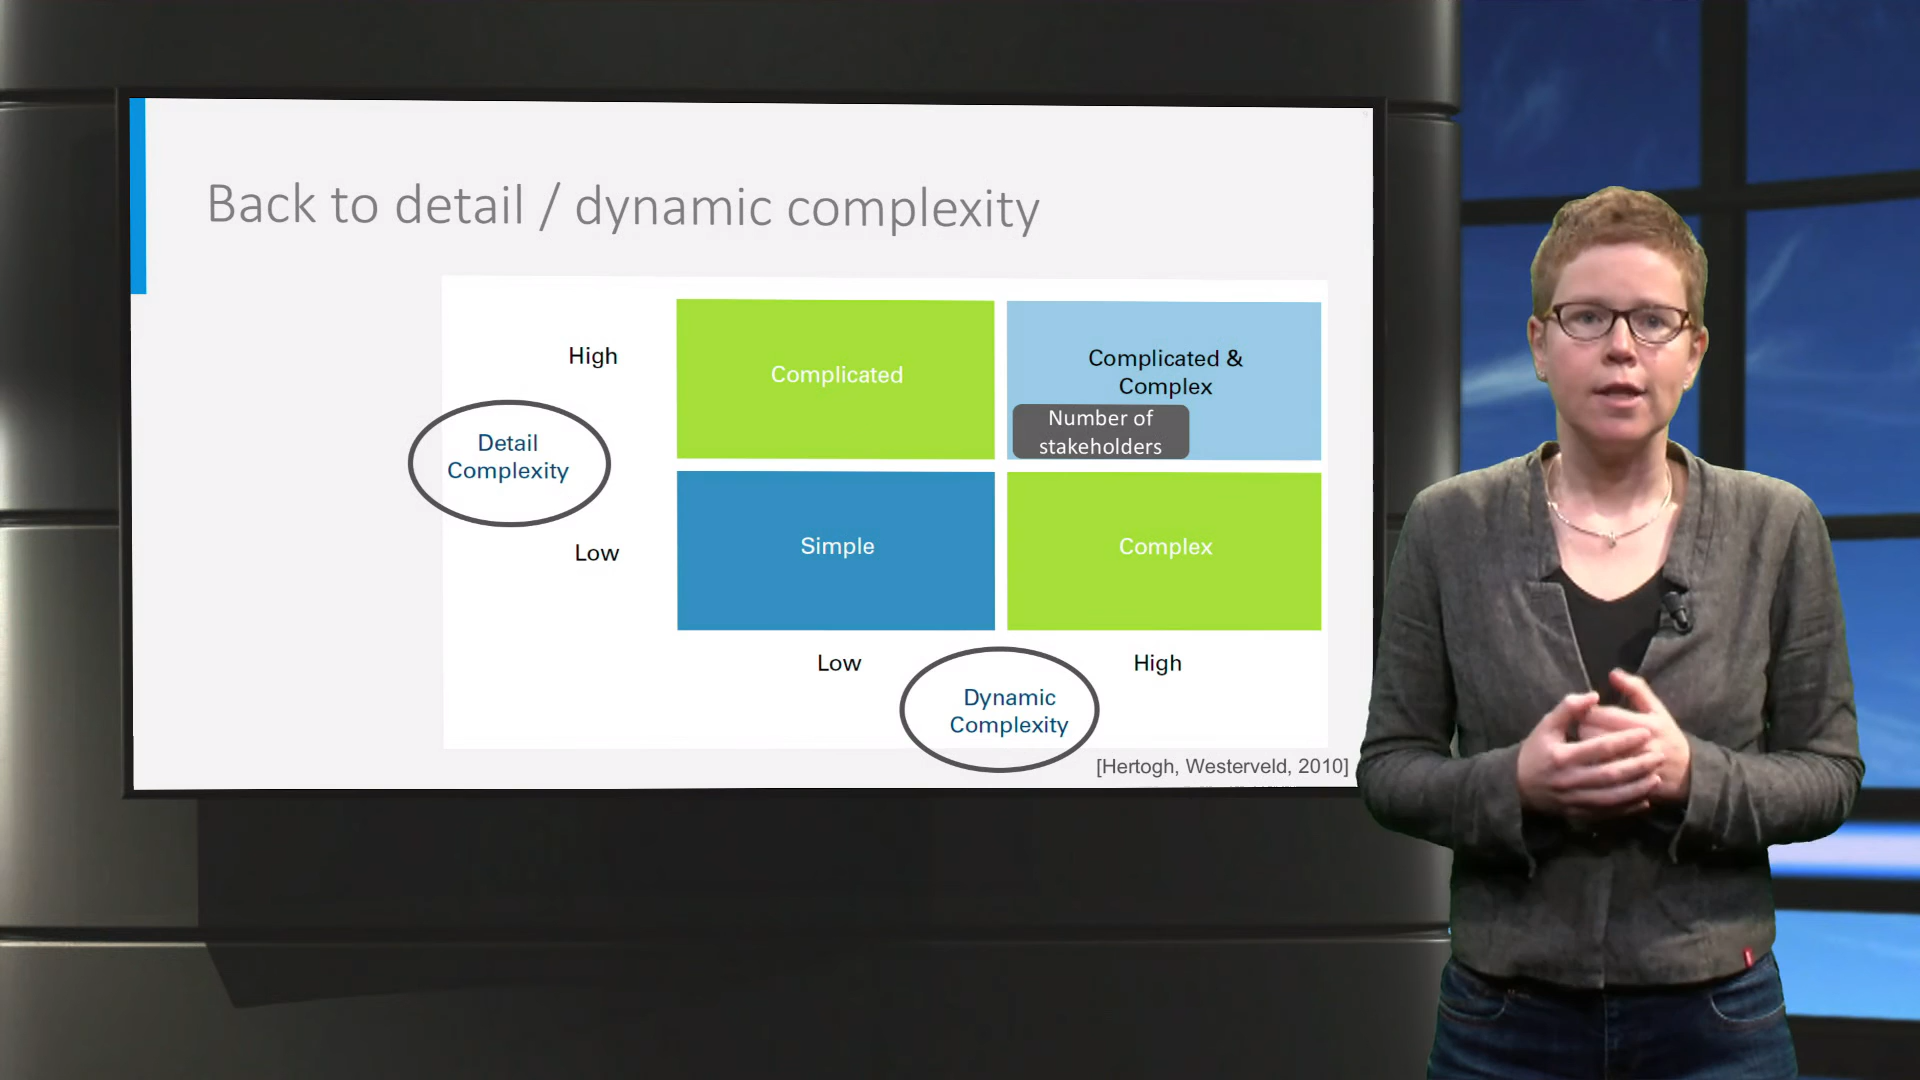 Back to detail / dynamic complexity
High
Complicated
Complicated &
Complex
Number of
stakeholders
Detail
Complexity
Low
Simple
Complex
Low
High
Dynamic
Complexity
[Hertogh, Westerveld, 2010]